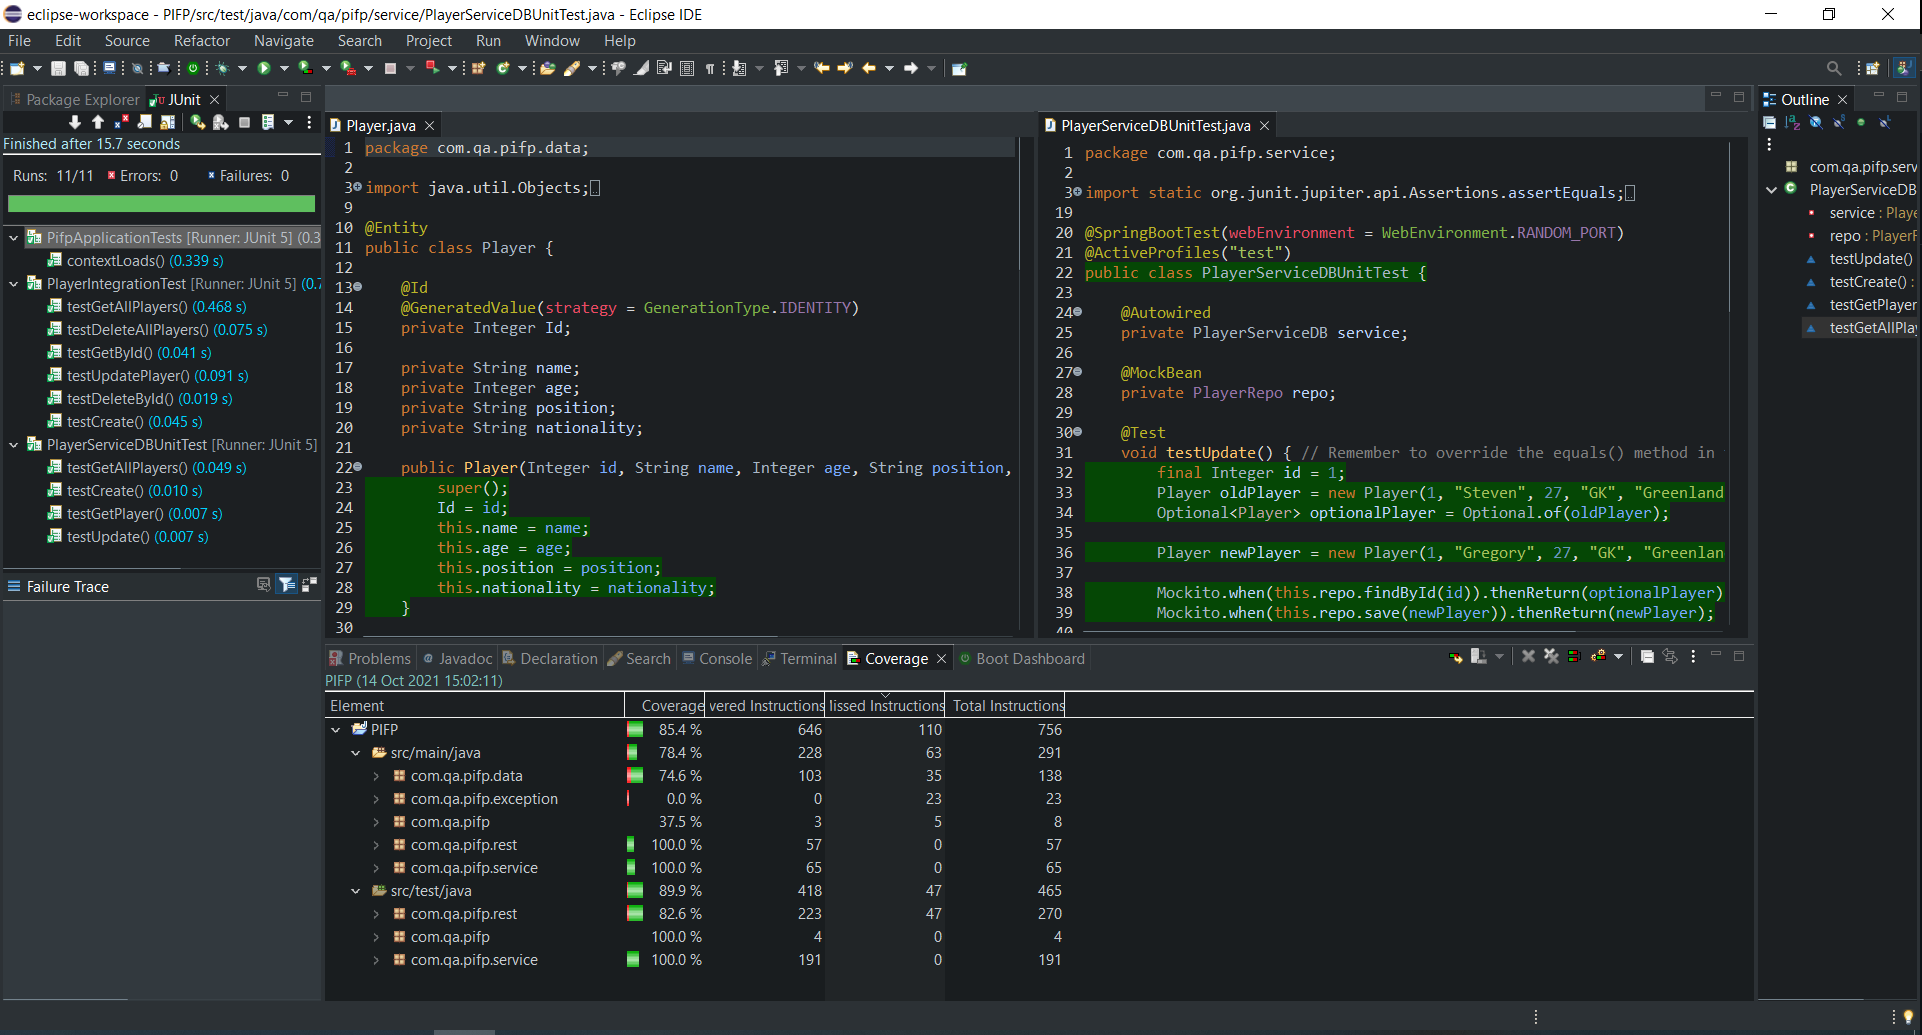 eclipse-workspace - PIFP/src/test/java/com/qa/pifp/service/PlayerServiceDBUnitTest.java - Eclipse IDE
File Edit Source Refactor Navigate Search Project Run Window Help
Package Explorer JUnit
Finished after 15.7 seconds
Runs: 11/11 Errors: 0 Failures: 0
PifpApplicationTests [Runner: JUnit 5] (0.3
contextLoads() (0.339 s)
PlayerIntegrationTest [Runner: JUnit 5] (0.7
testGetAllPlayers() (0.468 s)
testDeleteAllPlayers() (0.075 s)
testGetById() (0.041 s)
testUpdatePlayer() (0.091 s)
testDeleteById() (0.019 s)
testCreate() (0.045 s)
PlayerServiceDBUnitTest [Runner: JUnit 5]
testGetAllPlayers() (0.049 s)
testCreate() (0.010 s)
testGetPlayer() (0.007 s)
testUpdate() (0.007 s)
Failure Trace
Player.java
1 package com.qa.pifp.data;
2
3 import java.util.Objects;
9
10 @Entity
11 public class Player {
12
13 @Id
14 @GeneratedValue(strategy = GenerationType.IDENTITY)
15 private Integer Id;
16
17 private String name;
18 private Integer age;
19 private String position;
20 private String nationality;
21
22 public Player(Integer id, String name, Integer age, String position,
23 super();
24 Id = id;
25 this.name = name;
26 this.age = age;
27 this.position = position;
28 this.nationality = nationality;
29 }
30
PlayerServiceDBUnitTest.java
1 package com.qa.pifp.service;
2
3 import static org.junit.jupiter.api.Assertions.assertEquals;
19
20 @SpringBootTest(webEnvironment = WebEnvironment.RANDOM_PORT)
21 @ActiveProfiles("test")
22 public class PlayerServiceDBUnitTest {
23
24 @Autowired
25 private PlayerServiceDB service;
26
27 @MockBean
28 private PlayerRepo repo;
29
30 @Test
31 void testUpdate() { // Remember to override the equals() method in
32 final Integer id = 1;
33 Player oldPlayer = new Player(1, "Steven", 27, "GK", "Greenland
34 Optional<Player> optionalPlayer = Optional.of(oldPlayer);
35
36 Player newPlayer = new Player(1, "Gregory", 27, "GK", "Greenlan
37
38 Mockito.when(this.repo.findById(id)).thenReturn(optionalPlayer)
39 Mockito.when(this.repo.save(newPlayer)).thenReturn(newPlayer);
40
Outline
com.qa.pifp.serv
PlayerServiceDB
service : Playe
repo : PlayerR
testUpdate()
testCreate() :
testGetPlayer
testGetAllPlay
Problems Javadoc Declaration Search Console Terminal Coverage Boot Dashboard
PIFP (14 Oct 2021 15:02:11)
Element Coverage vered Instructions lissed Instructions Total Instructions
PIFP 85.4 % 646 110 756
src/main/java 78.4 % 228 63 291
com.qa.pifp.data 74.6 % 103 35 138
com.qa.pifp.exception 0.0 % 0 23 23
com.qa.pifp 37.5 % 3 5 8
com.qa.pifp.rest 100.0 % 57 0 57
com.qa.pifp.service 100.0 % 65 0 65
src/test/java 89.9 % 418 47 465
com.qa.pifp.rest 82.6 % 223 47 270
com.qa.pifp 100.0 % 4 0 4
com.qa.pifp.service 100.0 % 191 0 191